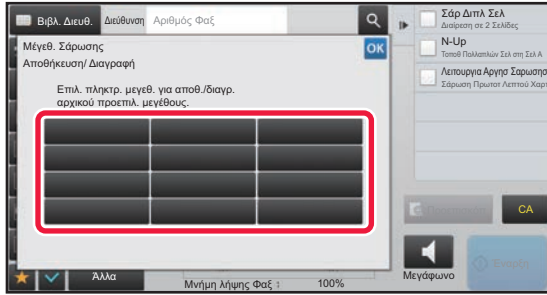 Βιβλ. Διευθ.
Διεύθυνση
Αριθμός Φαξ
Μέγεθ. Σάρωσης
OK
Αποθήκευση/ Διαγραφή
Επιλ. πληκτρ. μεγεθ. για αποθ./διαγρ.
αρχικού προεπιλ. μεγέθους.
Σάρ Διπλ Σελ
Διαίρεση σε 2 Σελίδες
N-Up
Τοποθ Πολλαπλών Σελ στη Σελ Α
Λειτουργια Αργησ Σαρωσησ
Σάρωση Πρωτοτ Λεπτού Χαρτ
CA
Μεγάφωνο
Έναρξη
Άλλα
Μνήμη λήψης Φαξ :
100%